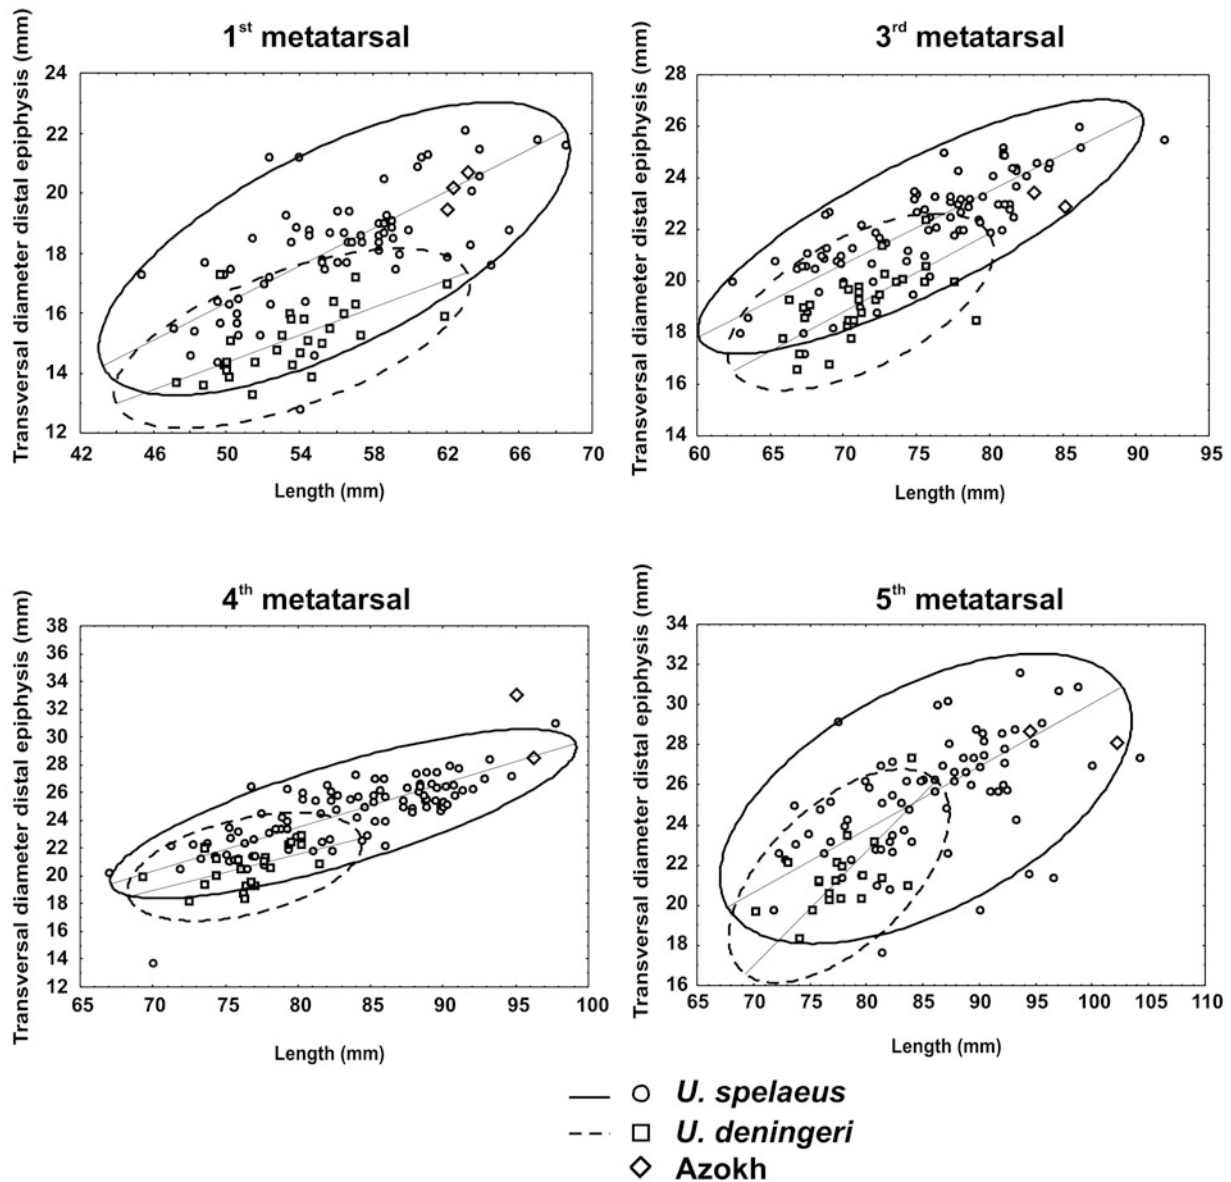 1st metatarsal
3rd metatarsal
Transversal diameter distal epiphysis (mm)
24
22
20
18
16
14
12
42 46 50 54 58 62 66 70
Length (mm)
Transversal diameter distal epiphysis (mm)
28
26
24
22
20
18
16
14
60 65 70 75 80 85 90 95
Length (mm)
4th metatarsal
5th metatarsal
Transversal diameter distal epiphysis (mm)
38
36
34
32
30
28
26
24
22
20
18
16
14
12
65 70 75 80 85 90 95 100
Length (mm)
Transversal diameter distal epiphysis (mm)
34
32
30
28
26
24
22
20
18
16
65 70 75 80 85 90 95 100 105 110
Length (mm)
U. spelaeus
U. deningeri
Azokh